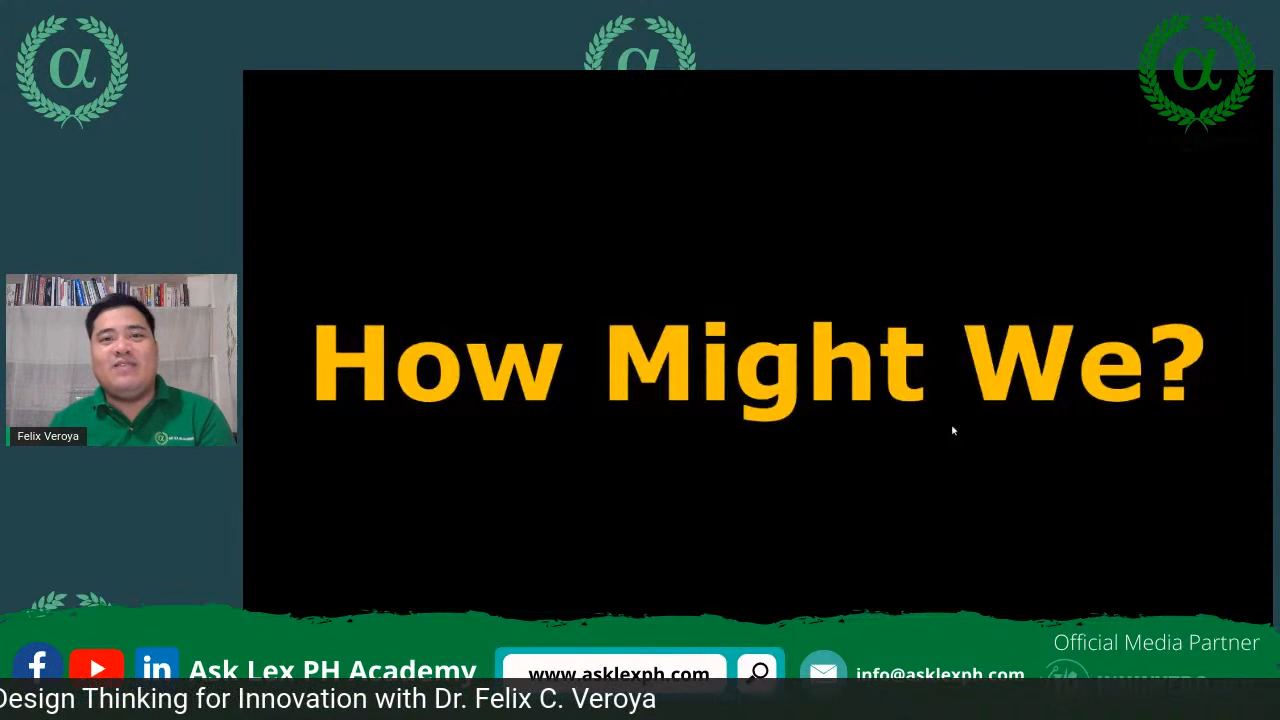 α
α
α
How Might We?
Felix Veroya
Official Media Partner
f
in
Ask Lex PH Academy
www.asklexph.com
info@asklexph.com
Design Thinking for Innovation with Dr. Felix C. Veroya